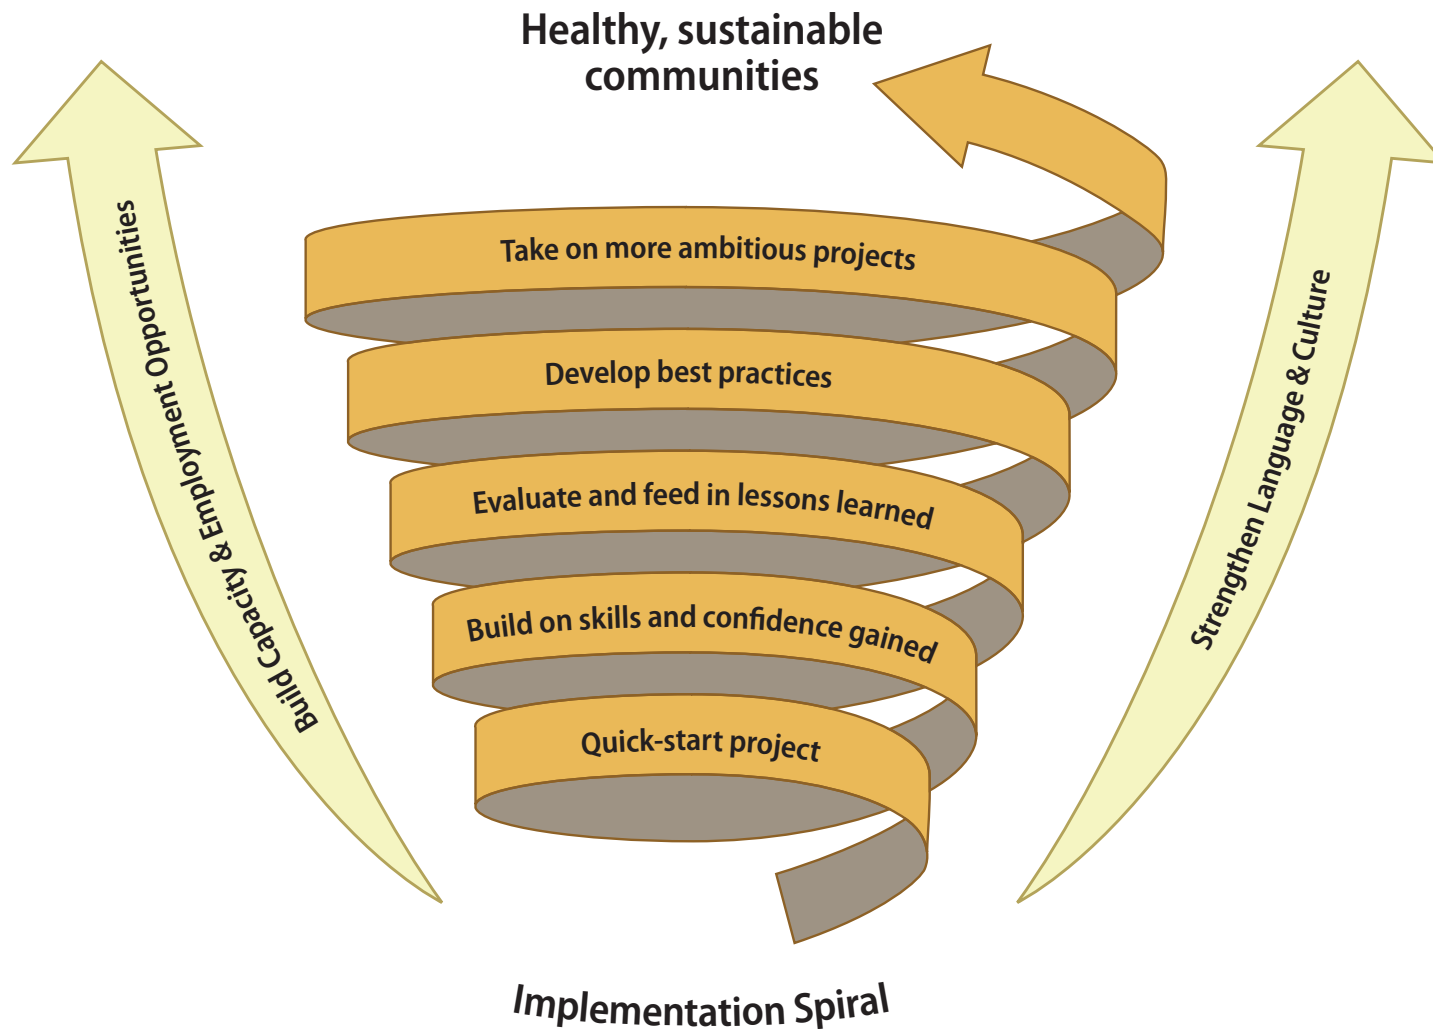 Healthy, sustainable
communities
Take on more ambitious projects
Develop best practices
Evaluate and feed in lessons learned
Build on skills and confidence gained
Quick-start project
Build Capacity & Employment Opportunities
Strengthen Language & Culture
Implementation Spiral